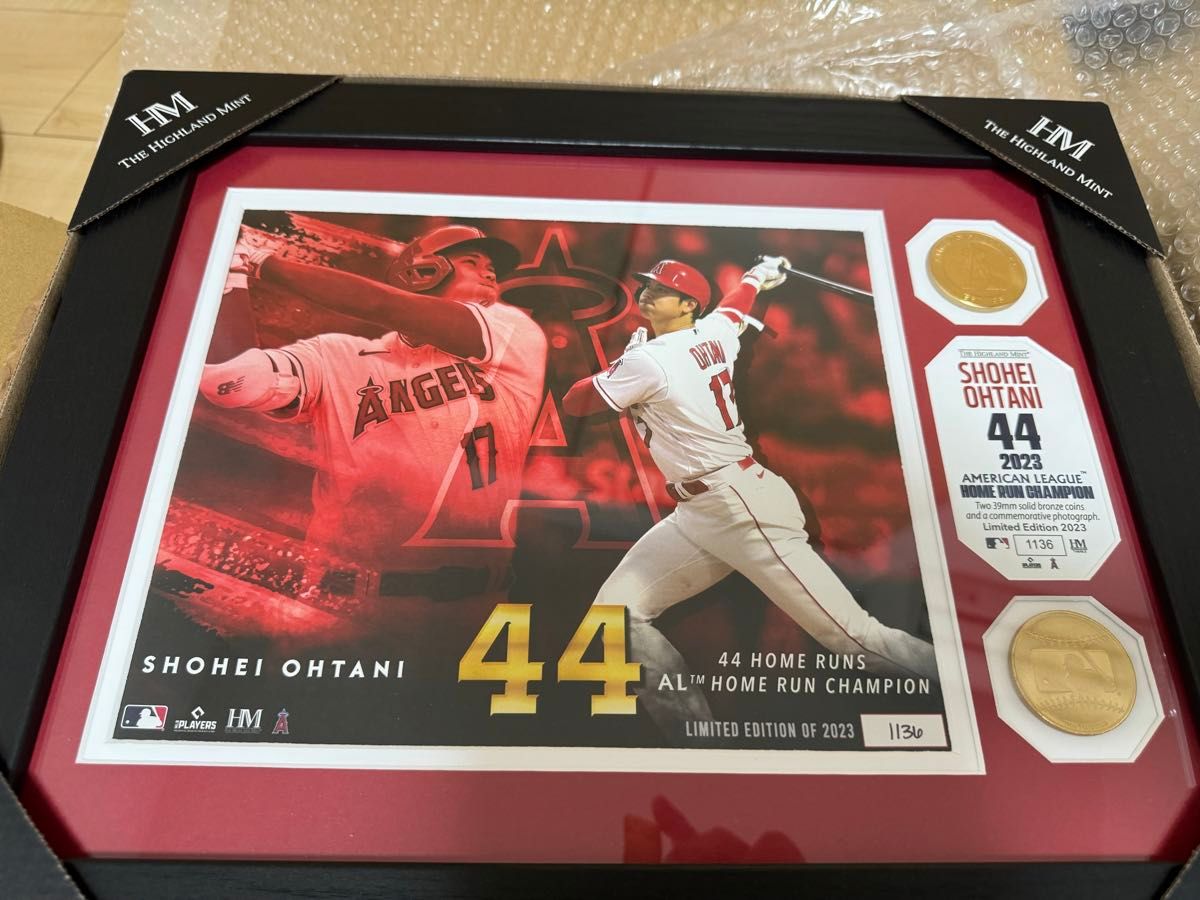 HM
THE HIGHLAND MINT
HM
THE HIGHLAND MINT
ANGELS
17
OHTANI
17
SHOHEI OHTANI
44
44 HOME RUNS
AL™ HOME RUN CHAMPION
LIMITED EDITION OF 2023
1136
PLAYERS
HM
THE HIGHLAND MINT
SHOHEI
OHTANI
44
2023
AMERICAN LEAGUE™
HOME RUN CHAMPION
Two 39mm solid bronze coins
and a commemorative photograph.
Limited Edition 2023
1136
HM